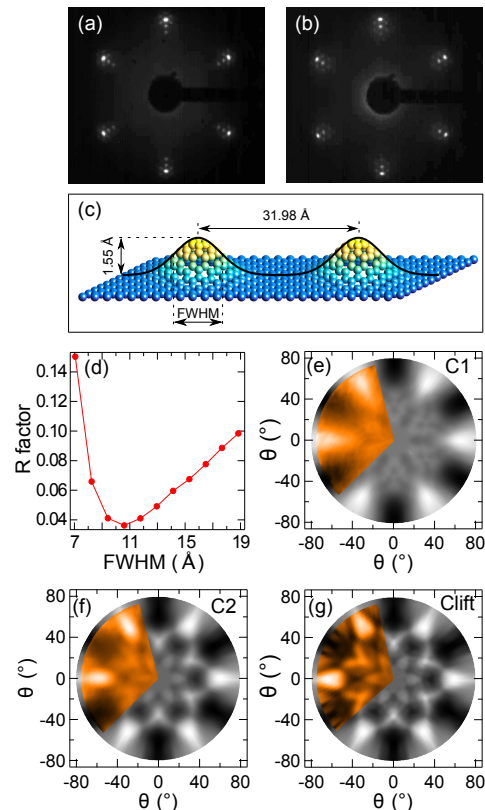 (a)
(b)
(c)
31.98 Å
1.55 Å
FWHM
(d)
0.14
0.12
0.10
0.08
0.06
0.04
R factor
7
11
15
19
FWHM (Å)
(e)
C1
80
40
0
-40
-80
θ (°)
-80 -40 0 40 80
θ (°)
(f)
C2
80
40
0
-40
-80
θ (°)
-80 -40 0 40 80
θ (°)
(g)
Clift
80
40
0
-40
-80
θ (°)
-80 -40 0 40 80
θ (°)